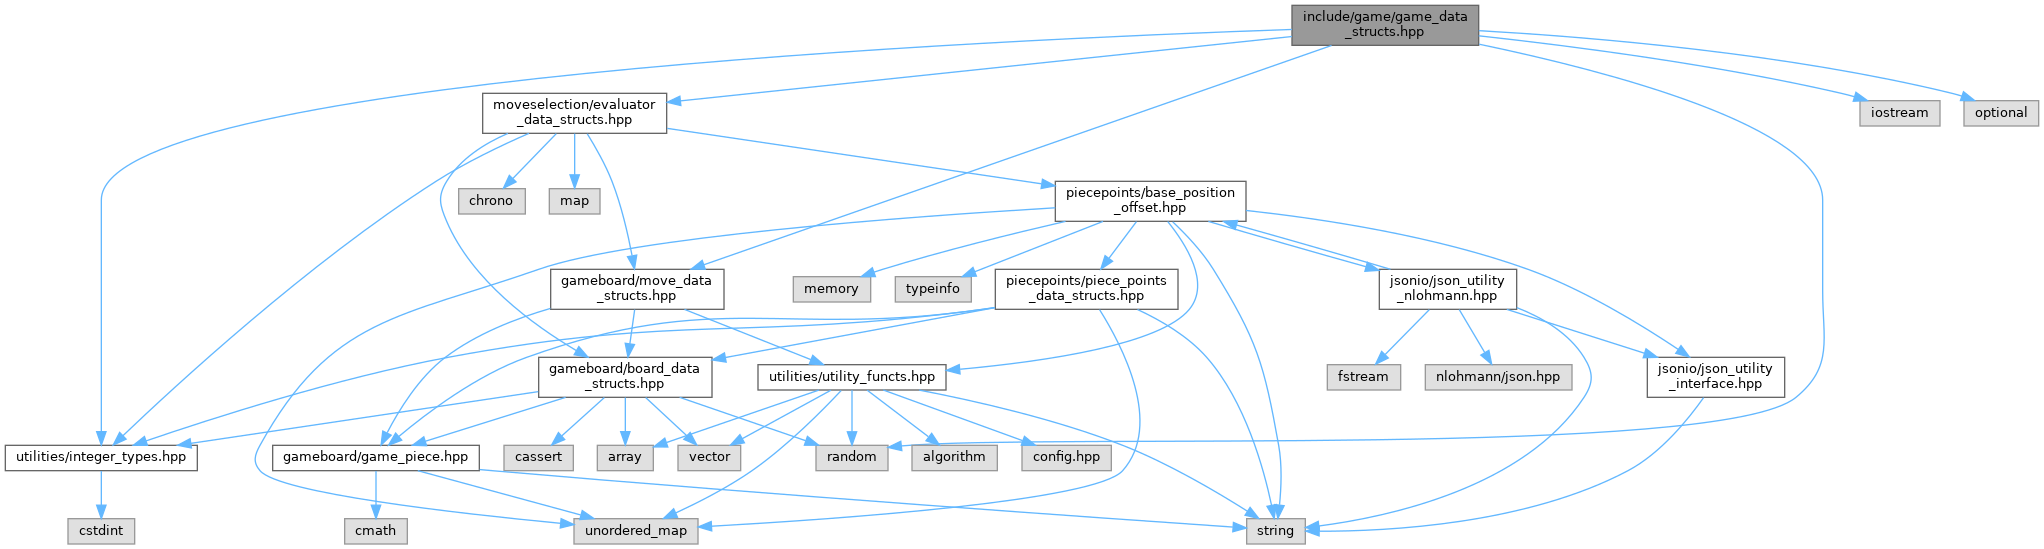 include/game/game_data
_structs.hpp
moveselection/evaluator
_data_structs.hpp
iostream
optional
chrono
map
piecepoints/base_position
_offset.hpp
gameboard/move_data
_structs.hpp
memory
typeinfo
piecepoints/piece_points
_data_structs.hpp
jsonio/json_utility
_nlohmann.hpp
gameboard/board_data
_structs.hpp
utilities/utility_functs.hpp
fstream
nlohmann/json.hpp
jsonio/json_utility
_interface.hpp
utilities/integer_types.hpp
gameboard/game_piece.hpp
cassert
array
vector
random
algorithm
config.hpp
cstdint
cmath
unordered_map
string